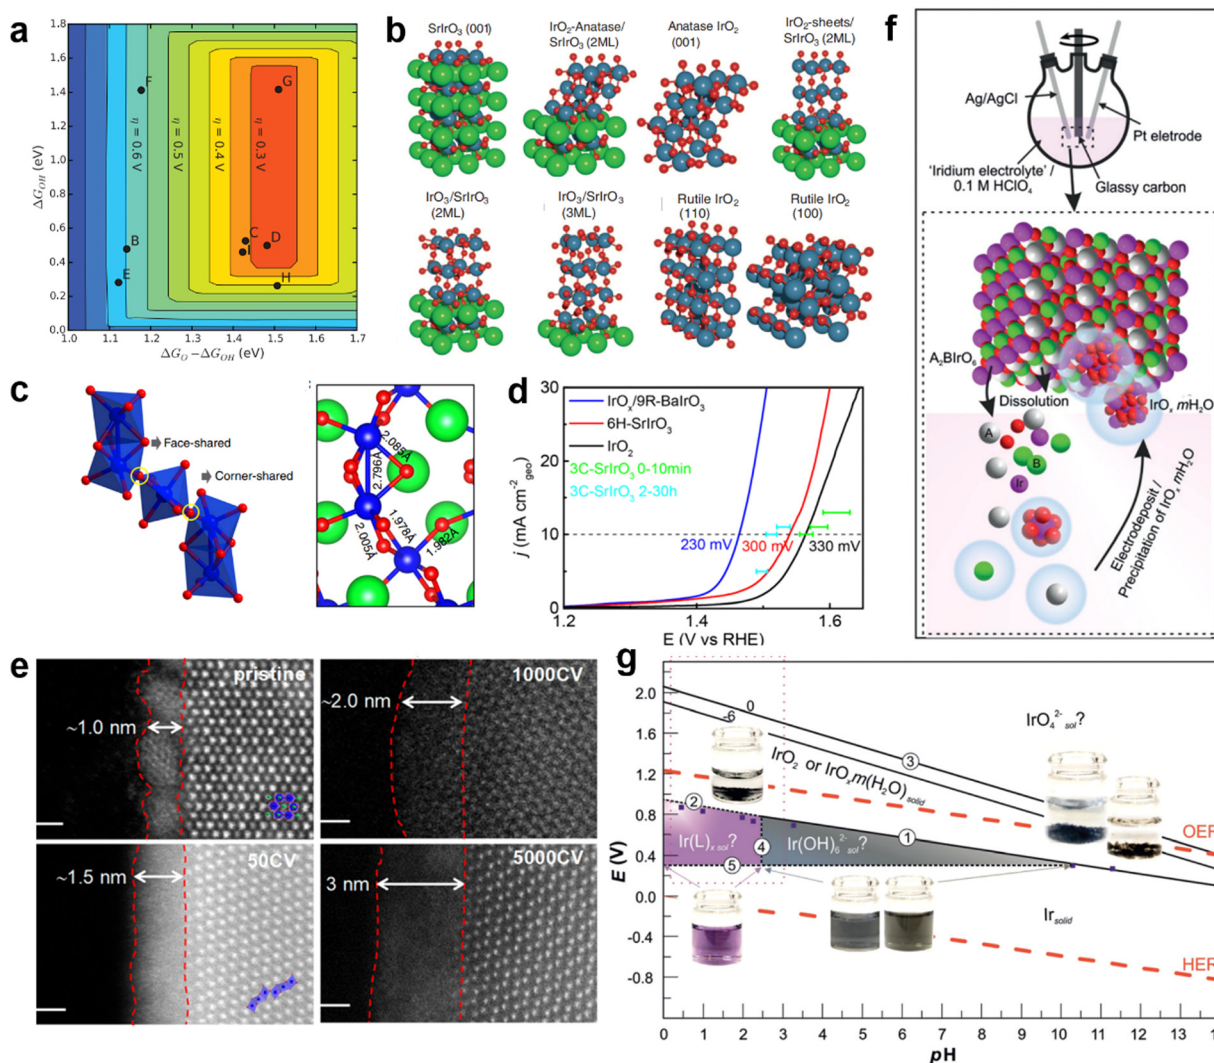 a
1.8
1.6
1.4
1.2
1.0
0.8
0.6
0.4
0.2
0.0
ΔG_OH (eV)
1.0
1.1
1.2
1.3
1.4
1.5
1.6
1.7
ΔG_O − ΔG_OH (eV)
F
G
B
E
C
D
I
H
η = 0.6 V
η = 0.5 V
η = 0.4 V
η = 0.3 V
b
SrIrO₃ (001)
IrO₂-Anatase/
SrIrO₃ (2ML)
Anatase IrO₂
(001)
IrO₂-sheets/
SrIrO₃ (2ML)
IrO₃/SrIrO₃
(2ML)
IrO₃/SrIrO₃
(3ML)
Rutile IrO₂
(110)
Rutile IrO₂
(100)
f
Ag/AgCl
Pt eletrode
'Iridium electrolyte' /
0.1 M HClO₄
Glassy carbon
A₂BIrO₆
Dissolution
IrOₓ mH₂O
A
B
Ir
Electrodeposit /
Precipitation of IrOₓ mH₂O
c
Face-shared
Corner-shared
2.085Å
2.796Å
1.978Å
2.005Å
1.982Å
d
30
20
10
0
j (mA cm⁻²geo)
IrOₓ/9R-BaIrO₃
6H-SrIrO₃
IrO₂
3C-SrIrO₃ 0-10min
3C-SrIrO₃ 2-30h
230 mV
300 mV
330 mV
1.2
1.4
1.6
E (V vs RHE)
e
pristine
~1.0 nm
1000CV
~2.0 nm
50CV
~1.5 nm
5000CV
3 nm
g
2.0
1.6
1.2
0.8
0.4
0.0
-0.4
-0.8
E (V)
0
-6
IrO₄²⁻ sol?
3
IrO₂ or IrOₓm(H₂O) solid
2
OER
Ir(L)ₓ sol?
4
Ir(OH)₆²⁻ sol?
1
5
Ir solid
HER
0
1
2
3
4
5
6
7
8
9
10
11
12
13
14
pH